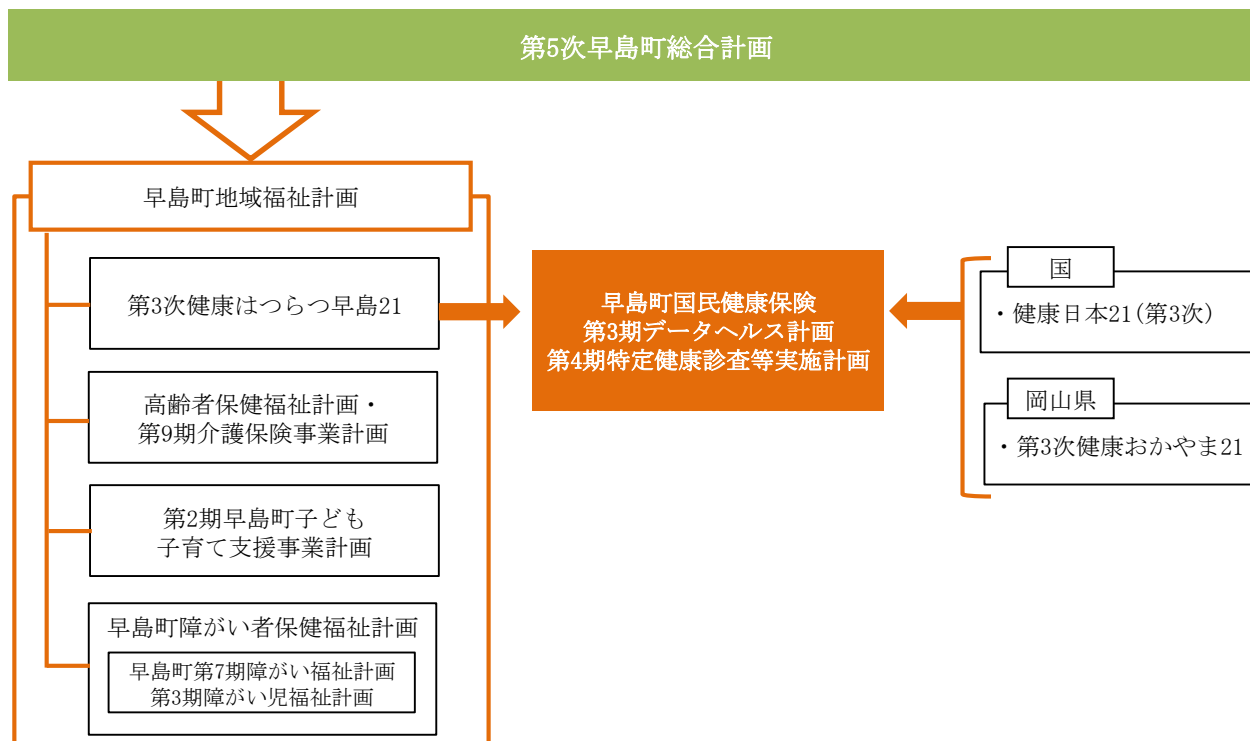 第5次早島町総合計画
早島町地域福祉計画
第3次健康はつらつ早島21
高齢者保健福祉計画・
第9期介護保険事業計画
第2期早島町子ども
子育て支援事業計画
早島町障がい者保健福祉計画
早島町第7期障がい福祉計画
第3期障がい児福祉計画
早島町国民健康保険
第3期データヘルス計画
第4期特定健康診査等実施計画
国
・健康日本21(第3次)
岡山県
・第3次健康おかやま21